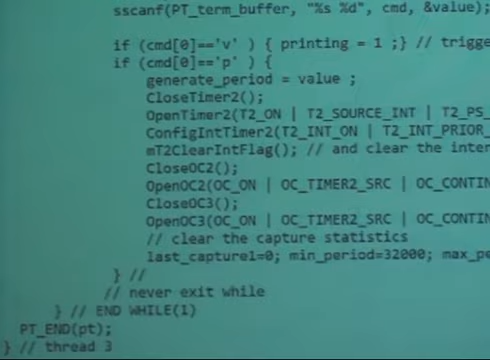 sscanf(PT_term_buffer, "%s %d", cmd, &value);
if (cmd[0]=='v' ) { printing = 1 ;} // trigge
if (cmd[0]=='p' ) {
generate_period = value ;
CloseTimer2();
OpenTimer2(T2_ON | T2_SOURCE_INT | T2_PS_
ConfigIntTimer2(T2_INT_ON | T2_INT_PRIOR_
mT2ClearIntFlag(); // and clear the inter
CloseOC2();
OpenOC2(OC_ON | OC_TIMER2_SRC | OC_CONTIN
CloseOC3();
OpenOC3(OC_ON | OC_TIMER2_SRC | OC_CONTIN
// clear the capture statistics
last_capture1=0; min_period=32000; max_pe
} //
// never exit while
} // END WHILE(1)
PT_END(pt);
} // thread 3